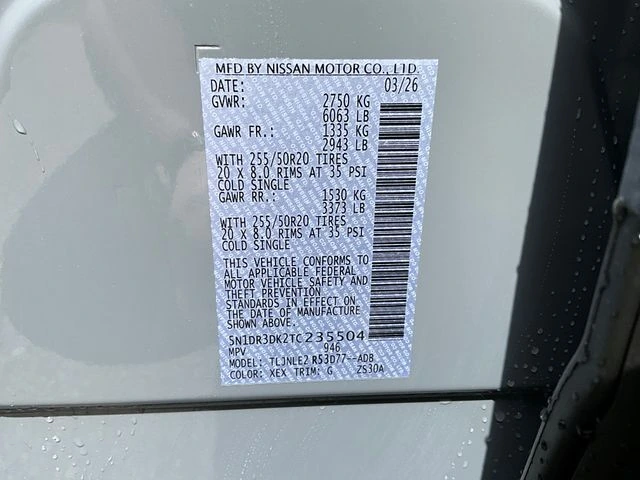 MFD BY NISSAN MOTOR CO., LTD.
DATE: 03/26
GVWR: 2750 KG
6063 LB
GAWR FR.: 1335 KG
2943 LB
WITH 255/50R20 TIRES
20 X 8.0 RIMS AT 35 PSI
COLD SINGLE
GAWR RR.: 1530 KG
3373 LB
WITH 255/50R20 TIRES
20 X 8.0 RIMS AT 35 PSI
COLD SINGLE
THIS VEHICLE CONFORMS TO
ALL APPLICABLE FEDERAL
MOTOR VEHICLE SAFETY AND
THEFT PREVENTION
STANDARDS IN EFFECT ON
THE DATE OF MANUFACTURE
SHOWN ABOVE.
5N1DR3DK2TC235504
MPV 946
TLJNLE2 R53D77--ADB
COLOR: XEX TRIM: G ZS30A